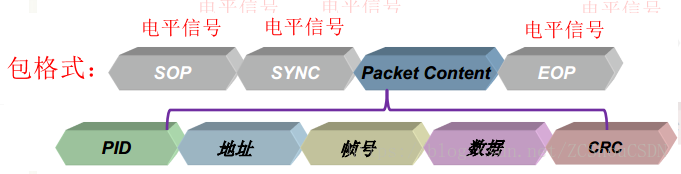 电平信号 电平信号 电平信号
包格式： SOP SYNC Packet Content EOP
PID 地址 帧号 数据 CRC